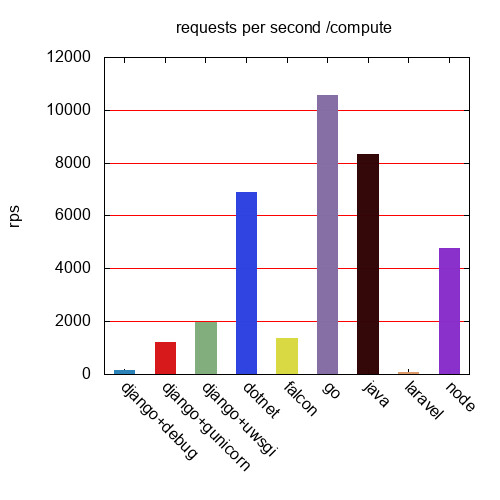 requests per second /compute
12000
10000
8000
6000
4000
2000
0
rps
django+debug
django+gunicorn
django+uwsgi
dotnet
falcon
go
java
laravel
node